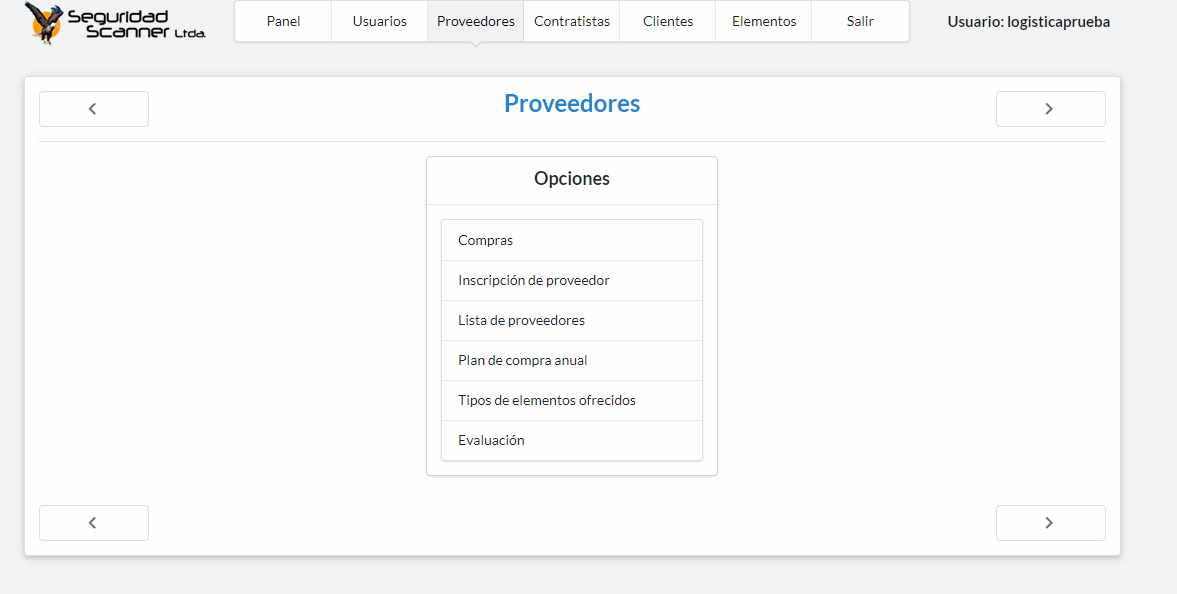 Seguridad
Scanner Ltda.
Panel Usuarios Proveedores Contratistas Clientes Elementos Salir Usuario: logisticaprueba
Proveedores
Opciones
Compras
Inscripción de proveedor
Lista de proveedores
Plan de compra anual
Tipos de elementos ofrecidos
Evaluación